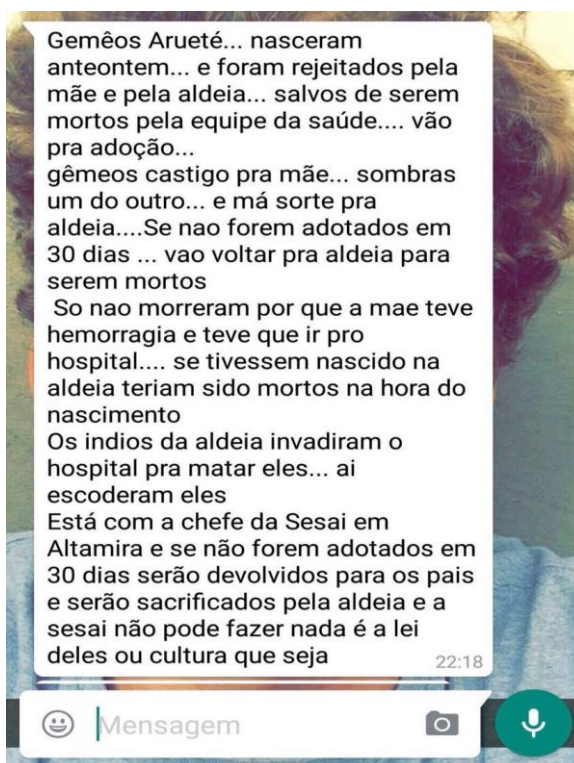 Gemêos Arueté... nasceram
anteontem... e foram rejeitados pela
mãe e pela aldeia... salvos de serem
mortos pela equipe da saúde.... vão
pra adoção...
gêmeos castigo pra mãe... sombras
um do outro... e má sorte pra
aldeia....Se nao forem adotados em
30 dias ... vao voltar pra aldeia para
serem mortos
So nao morreram por que a mae teve
hemorragia e teve que ir pro
hospital.... se tivessem nascido na
aldeia teriam sido mortos na hora do
nascimento
Os indios da aldeia invadiram o
hospital pra matar eles... ai
escoderam eles
Está com a chefe da Sesai em
Altamira e se não forem adotados em
30 dias serão devolvidos para os pais
e serão sacrificados pela aldeia e a
sesai não pode fazer nada é a lei
deles ou cultura que seja
22:18
Mensagem